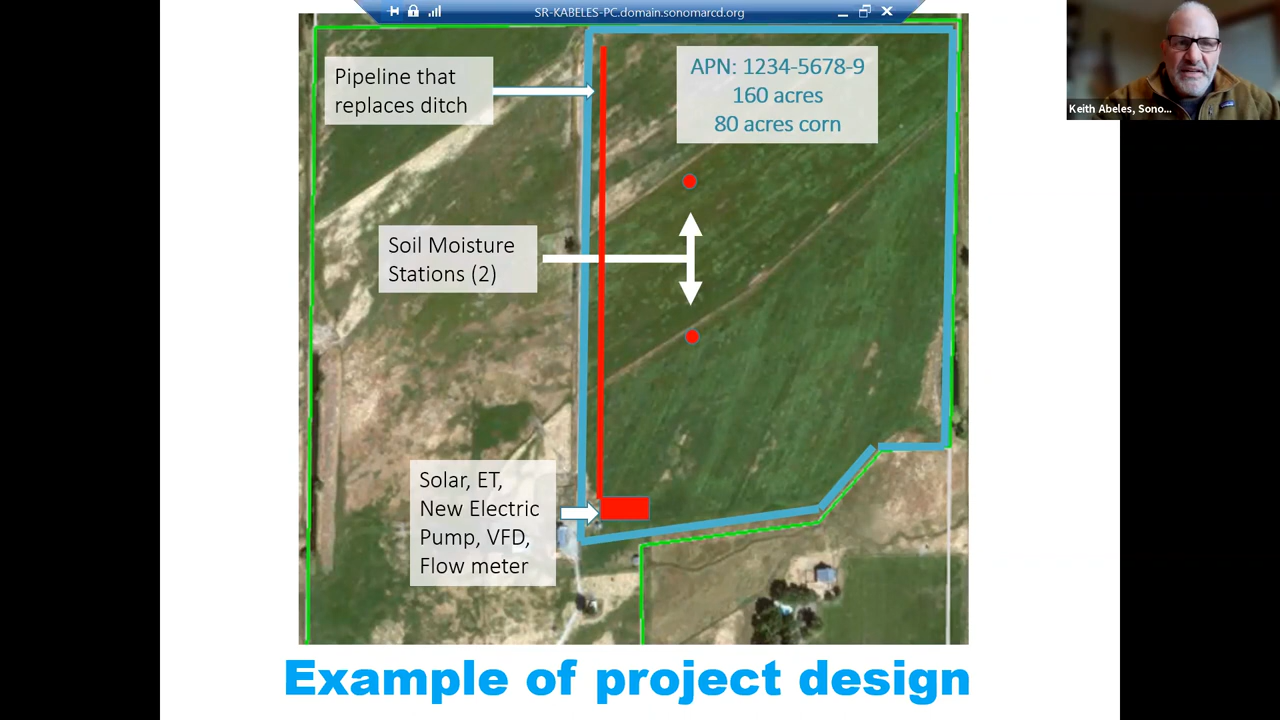 SR-KABELES-PC.domain.sonomarcd.org
Keith Abeles, Sono...
Pipeline that
replaces ditch
APN: 1234-5678-9
160 acres
80 acres corn
Soil Moisture
Stations (2)
Solar, ET,
New Electric
Pump, VFD,
Flow meter
Example of project design